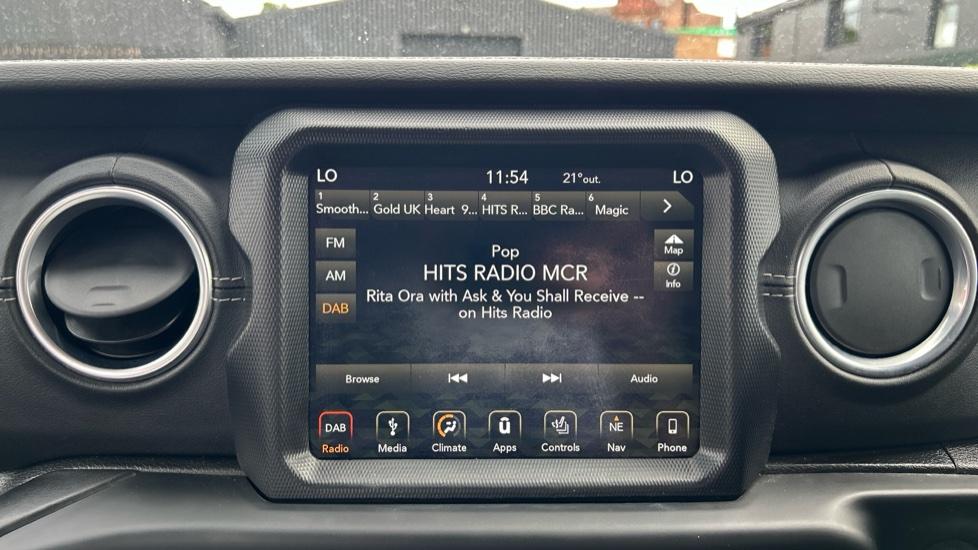 LO 11:54 21°out. LO
1 2 3 4 5 6
Smooth... Gold UK Heart 9... HITS R... BBC Ra... Magic
FM
AM
DAB
Map
Info
Pop
HITS RADIO MCR
Rita Ora with Ask & You Shall Receive --
on Hits Radio
Browse Audio
DAB NE
Radio Media Climate Apps Controls Nav Phone